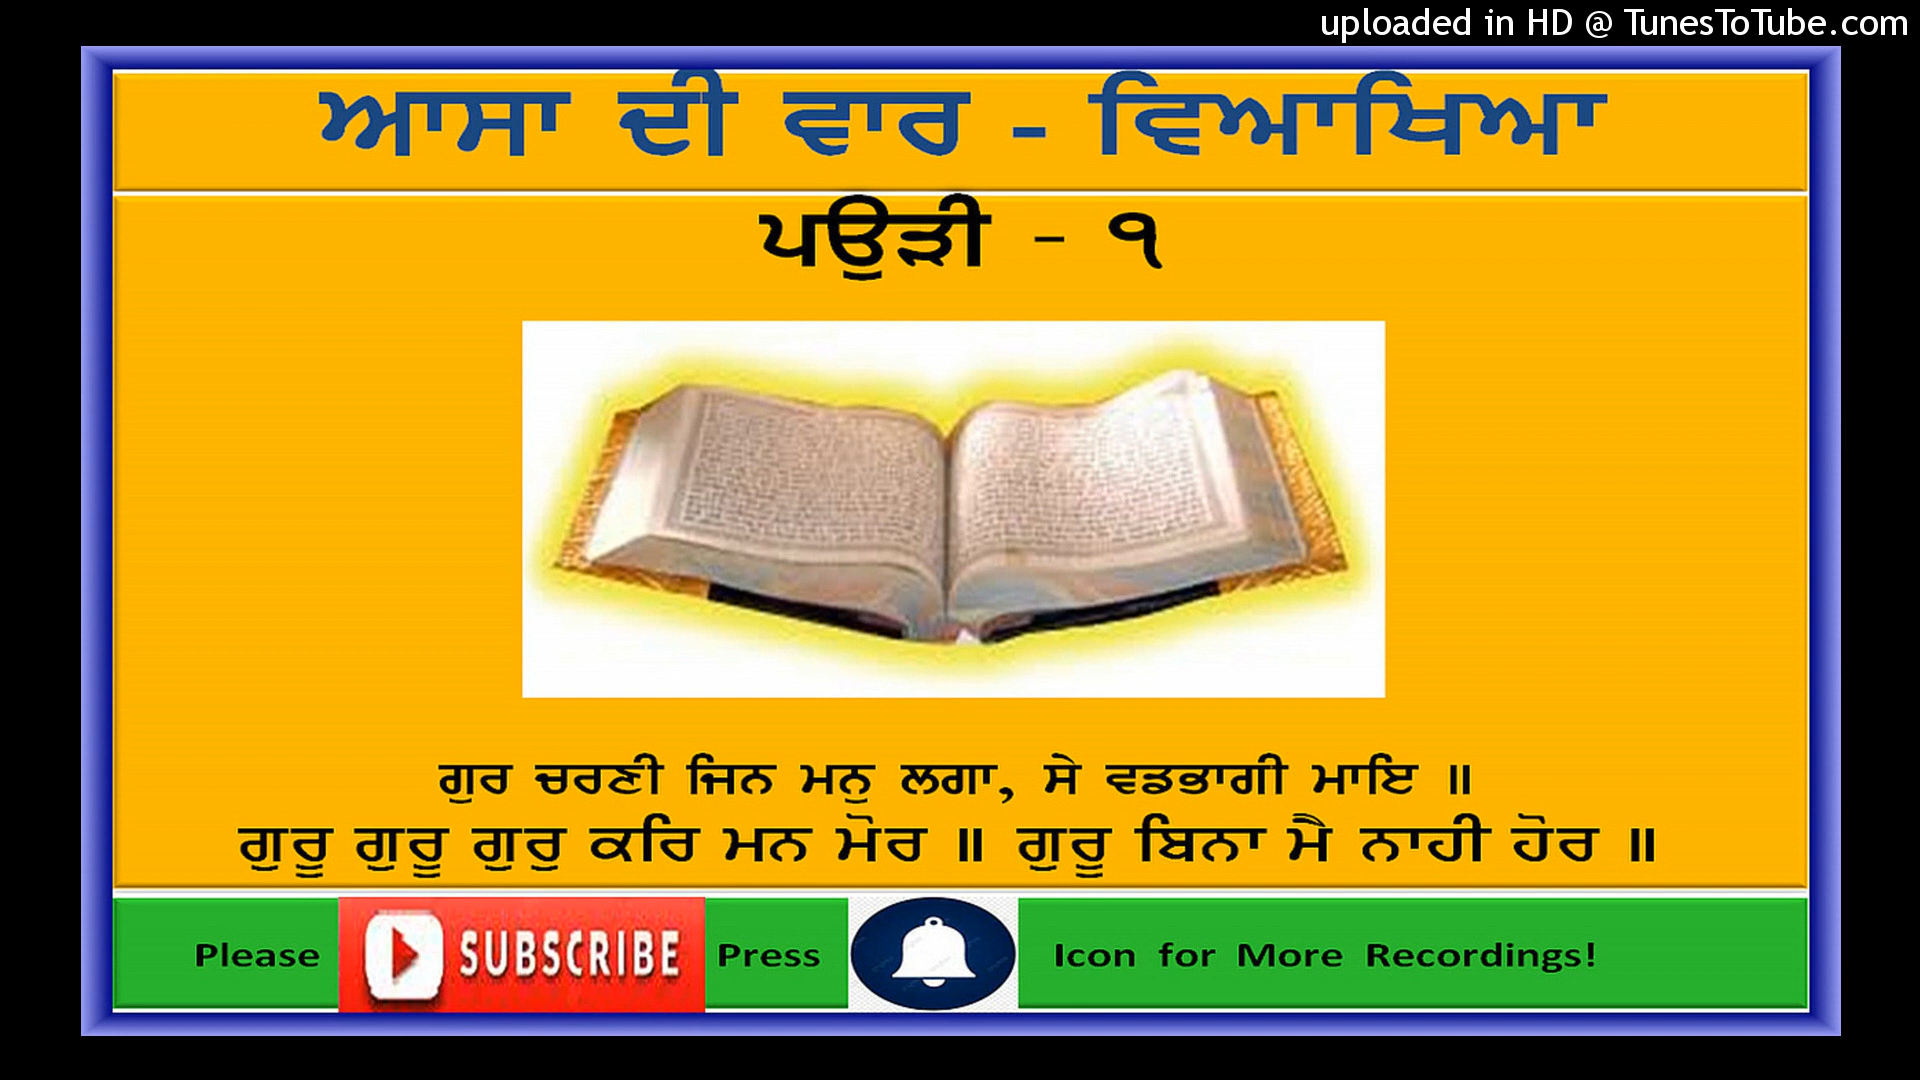 uploaded in HD @ TunesToTube.com
ਆਸਾ ਦੀ ਵਾਰ - ਵਿਆਖਿਆ
ਪਉੜੀ - ੧
ਗੁਰ ਚਰਣੀ ਜਿਨ ਮਨੁ ਲਗਾ, ਸੇ ਵਡਭਾਗੀ ਮਾਇ ॥
ਗੁਰੂ ਗੁਰੂ ਗੁਰੁ ਕਰਿ ਮਨ ਮੋਰ ॥ ਗੁਰੂ ਬਿਨਾ ਮੈ ਨਾਹੀ ਹੋਰ ॥
Please SUBSCRIBE Press Icon for More Recordings!